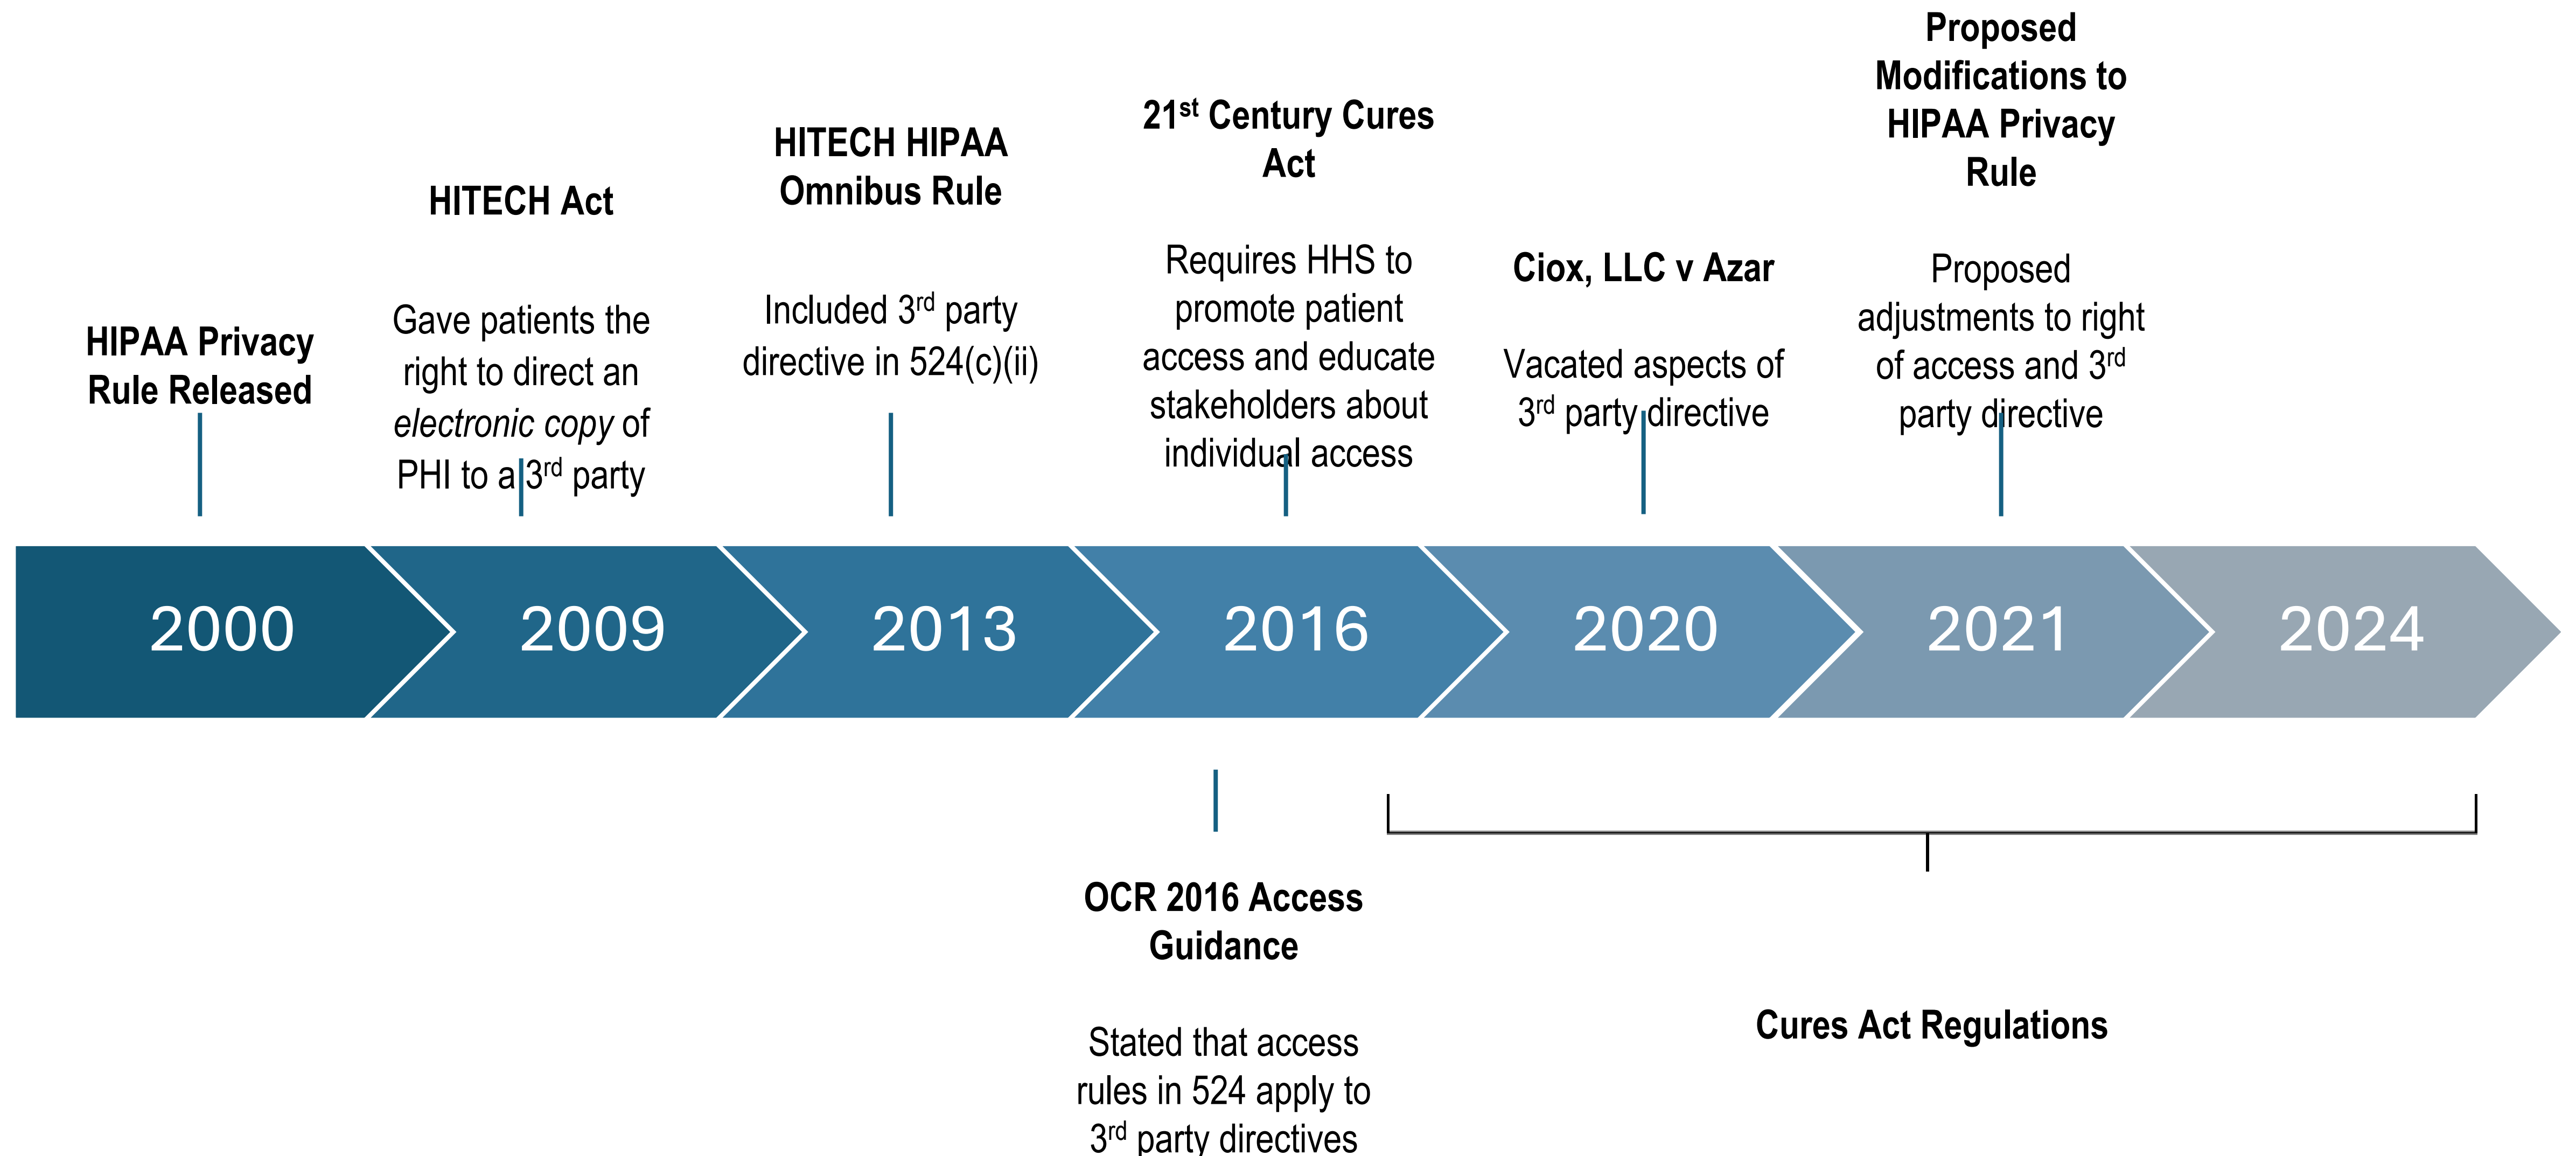 HIPAA Privacy
Rule Released
HITECH Act
Gave patients the
right to direct an
electronic copy of
PHI to a 3rd party
HITECH HIPAA
Omnibus Rule
Included 3rd party
directive in 524(c)(ii)
21st Century Cures
Act
Requires HHS to
promote patient
access and educate
stakeholders about
individual access
Ciox, LLC v Azar
Vacated aspects of
3rd party directive
Proposed
Modifications to
HIPAA Privacy
Rule
Proposed
adjustments to right
of access and 3rd
party directive
2000
2009
2013
2016
2020
2021
2024
OCR 2016 Access
Guidance
Stated that access
rules in 524 apply to
3rd party directives
Cures Act Regulations